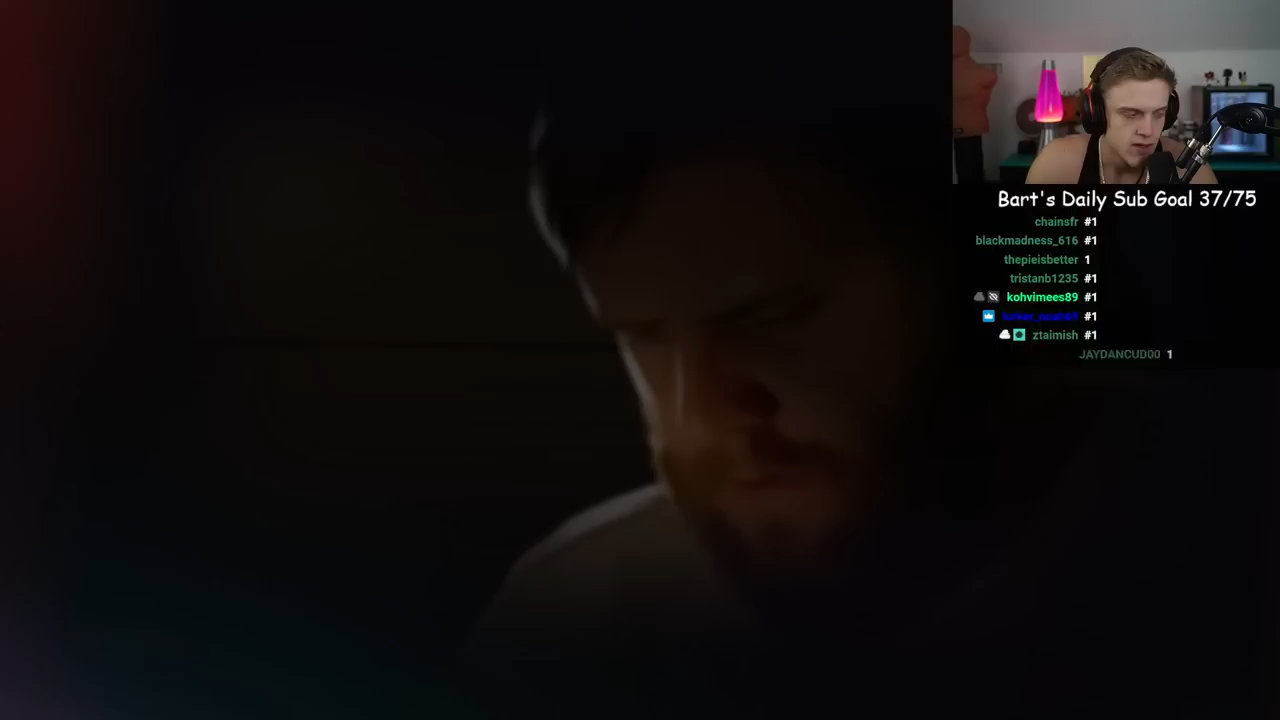 Bart's Daily Sub Goal 37/75
chainsfr #1
blackmadness_616 #1
thepieisbetter 1
tristanb1235 #1
kohvimees89 #1
#1
ztaimish #1
JAYDANCUD00 1